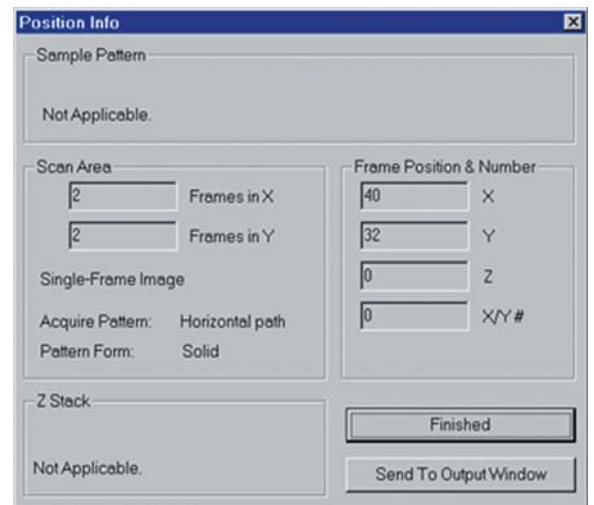 Position Info
Sample Pattern
Not Applicable.
Scan Area
2 Frames in X
2 Frames in Y
Single-Frame Image
Acquire Pattern: Horizontal path
Pattern Form: Solid
Frame Position & Number
40 X
32 Y
0 Z
0 X/Y #
Z Stack
Not Applicable.
Finished
Send To Output Window